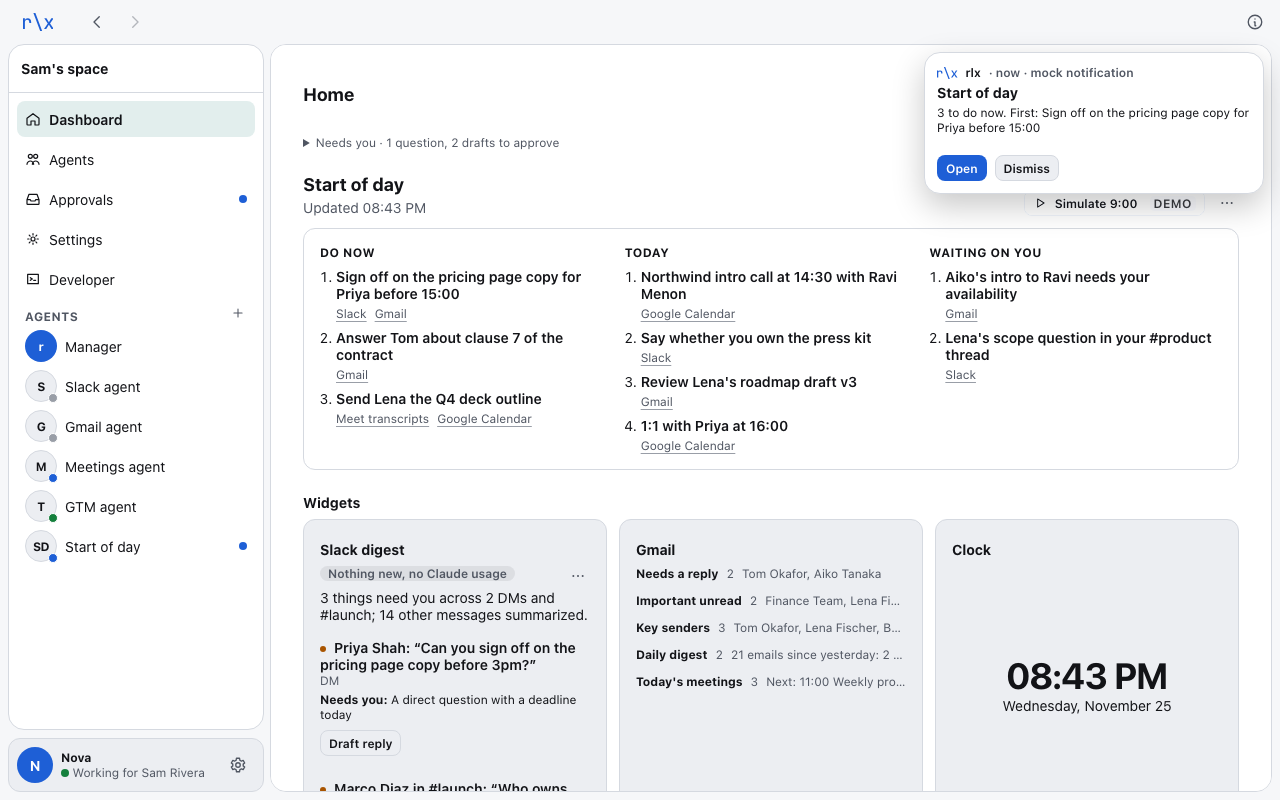 r\x
Sam's space
Dashboard
Agents
Approvals
Settings
Developer
AGENTS
r Manager
S Slack agent
G Gmail agent
M Meetings agent
T GTM agent
SD Start of day
N Nova
Working for Sam Rivera
Home
Needs you · 1 question, 2 drafts to approve
Start of day
Updated 08:43 PM
r\x rlx · now · mock notification
Start of day
3 to do now. First: Sign off on the pricing page copy for
Priya before 15:00
Open Dismiss
Simulate 9:00 DEMO
DO NOW
1. Sign off on the pricing page copy for
Priya before 15:00
Slack Gmail
2. Answer Tom about clause 7 of the
contract
Gmail
3. Send Lena the Q4 deck outline
Meet transcripts Google Calendar
TODAY
1. Northwind intro call at 14:30 with Ravi
Menon
Google Calendar
2. Say whether you own the press kit
Slack
3. Review Lena's roadmap draft v3
Gmail
4. 1:1 with Priya at 16:00
Google Calendar
WAITING ON YOU
1. Aiko's intro to Ravi needs your
availability
Gmail
2. Lena's scope question in your #product
thread
Slack
Widgets
Slack digest
Nothing new, no Claude usage
3 things need you across 2 DMs and
#launch; 14 other messages summarized.
Priya Shah: “Can you sign off on the
pricing page copy before 3pm?”
DM
Needs you: A direct question with a deadline
today
Draft reply
Marco Diaz in #launch: “Who owns
Gmail
Needs a reply 2 Tom Okafor, Aiko Tanaka
Important unread 2 Finance Team, Lena Fi...
Key senders 3 Tom Okafor, Lena Fischer, B...
Daily digest 2 21 emails since yesterday: 2 ...
Today's meetings 3 Next: 11:00 Weekly pro...
Clock
08:43 PM
Wednesday, November 25